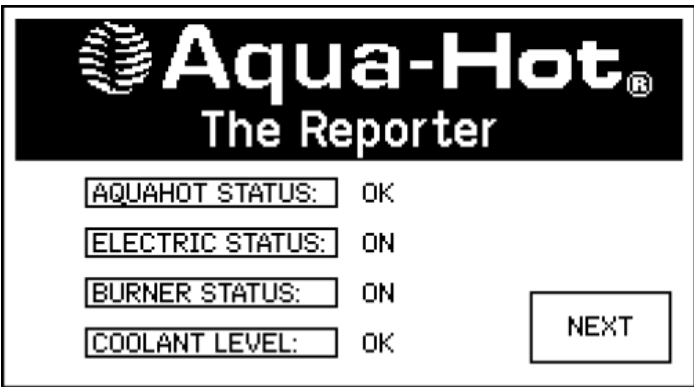 Aqua-Hot®
The Reporter
AQUAHOT STATUS: OK
ELECTRIC STATUS: ON
BURNER STATUS: ON
COOLANT LEVEL: OK
NEXT